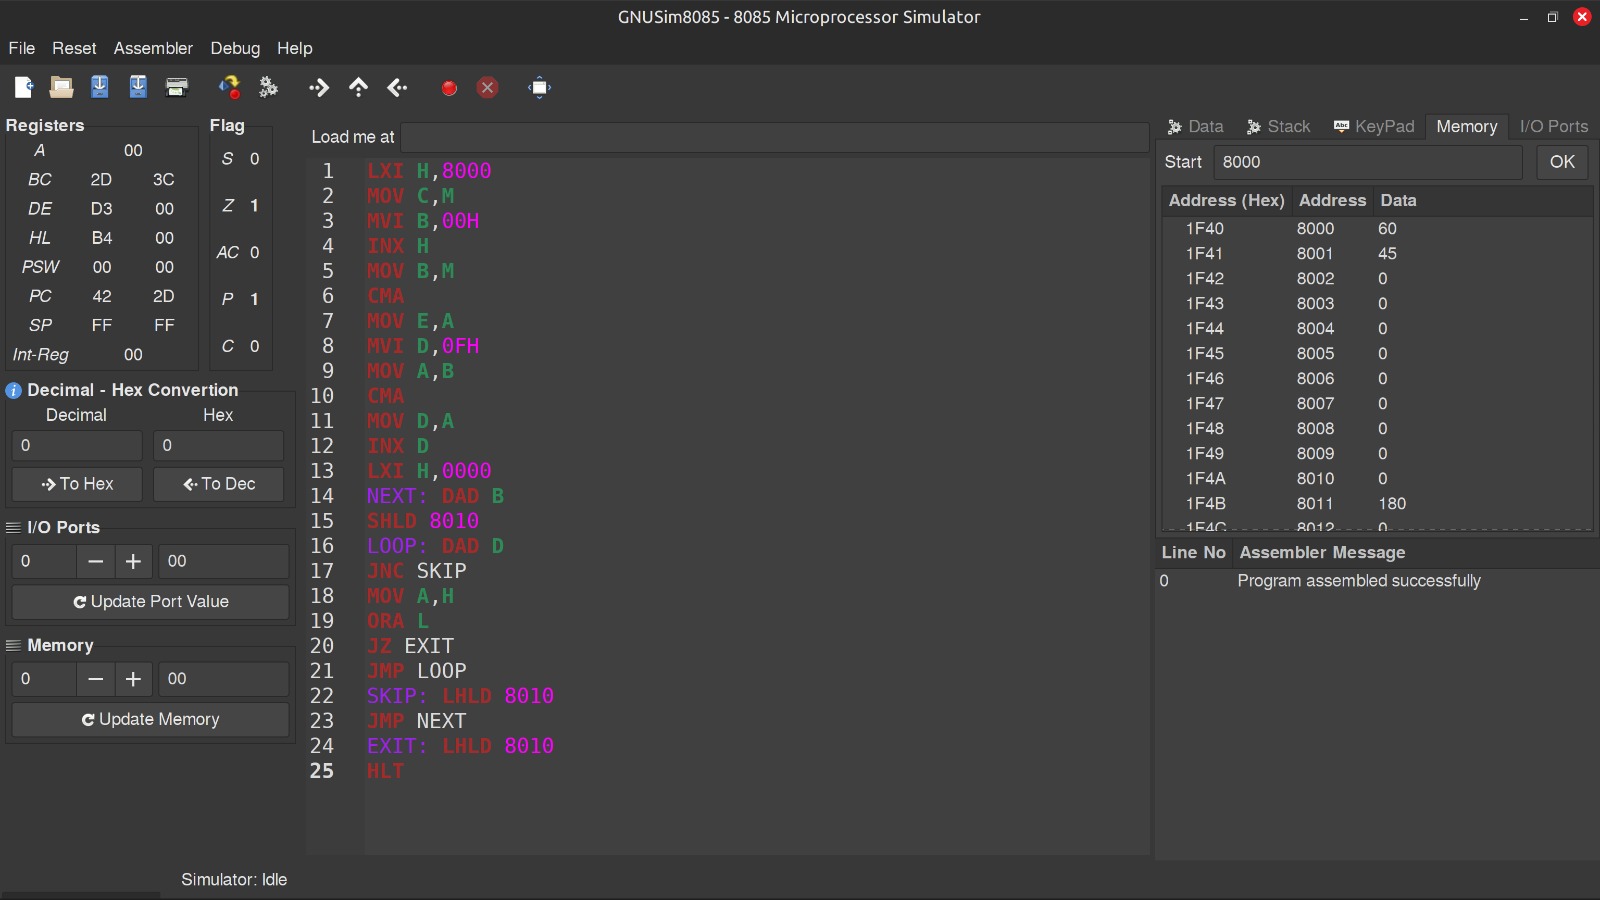 GNUSim8085 - 8085 Microprocessor Simulator
File Reset Assembler Debug Help
Registers
A 00
BC 2D 3C
DE D3 00
HL B4 00
PSW 00 00
PC 42 2D
SP FF FF
Int-Reg 00
Flag
S 0
Z 1
AC 0
P 1
C 0
Decimal - Hex Convertion
Decimal Hex
0 0
To Hex To Dec
I/O Ports
0 − + 00
Update Port Value
Memory
0 − + 00
Update Memory
Load me at
1 LXI H,8000
2 MOV C,M
3 MVI B,00H
4 INX H
5 MOV B,M
6 CMA
7 MOV E,A
8 MVI D,0FH
9 MOV A,B
10 CMA
11 MOV D,A
12 INX D
13 LXI H,0000
14 NEXT: DAD B
15 SHLD 8010
16 LOOP: DAD D
17 JNC SKIP
18 MOV A,H
19 ORA L
20 JZ EXIT
21 JMP LOOP
22 SKIP: LHLD 8010
23 JMP NEXT
24 EXIT: LHLD 8010
25 HLT
Data Stack Abc KeyPad Memory I/O Ports
Start 8000 OK
Address (Hex) Address Data
1F40 8000 60
1F41 8001 45
1F42 8002 0
1F43 8003 0
1F44 8004 0
1F45 8005 0
1F46 8006 0
1F47 8007 0
1F48 8008 0
1F49 8009 0
1F4A 8010 0
1F4B 8011 180
1F4C 8012 0
Line No Assembler Message
0 Program assembled successfully
Simulator: Idle